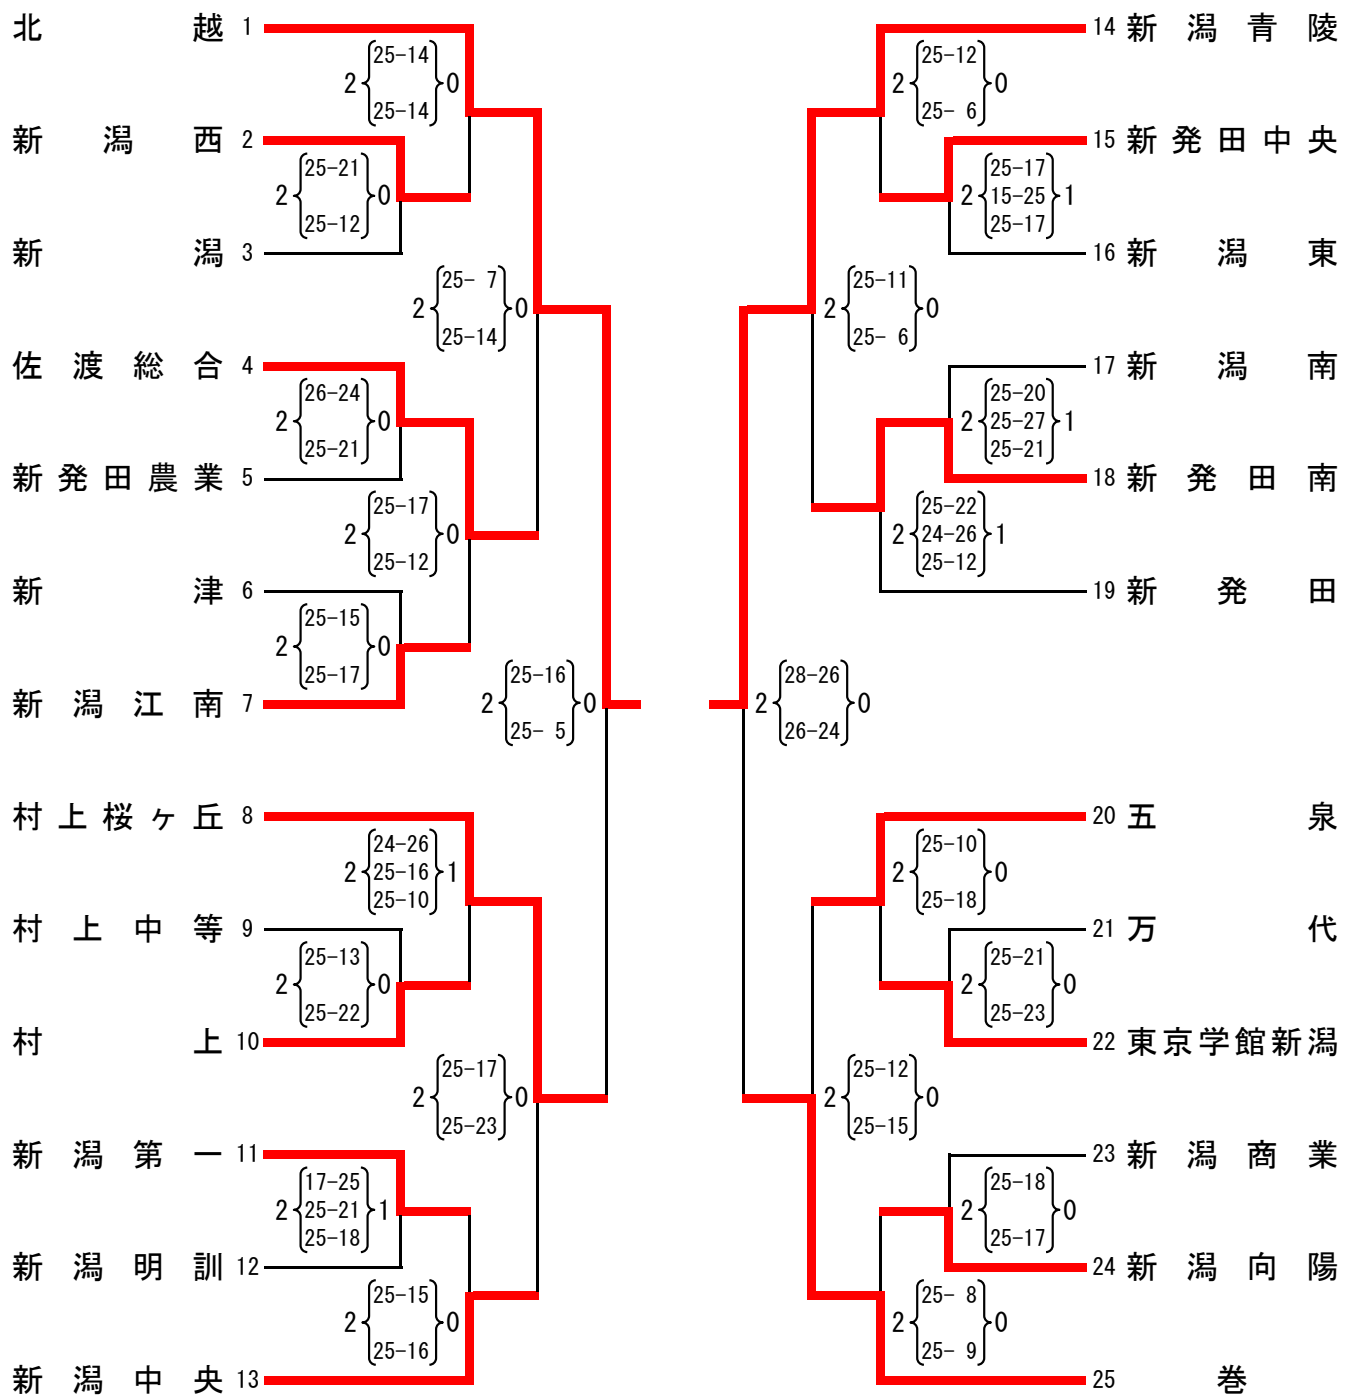 北越 1
25-14
2 0
25-14
新潟西 2
25-21
2 0
25-12
新潟 3
25- 7
2 0
25-14
佐渡総合 4
26-24
2 0
25-21
新発田農業 5
25-17
2 0
25-12
新津 6
25-15
2 0
25-17
新潟江南 7
25-16
2 0
25- 5
村上桜ヶ丘 8
24-26
2 25-16 1
25-10
村上中等 9
25-13
2 0
25-22
村上 10
25-17
2 0
25-23
新潟第一 11
17-25
2 25-21 1
25-18
新潟明訓 12
25-15
2 0
25-16
新潟中央 13
14 新潟青陵
25-12
2 0
25- 6
15 新発田中央
25-17
2 15-25 1
25-17
16 新潟東
25-11
2 0
25- 6
17 新潟南
25-20
2 25-27 1
25-21
18 新発田南
25-22
2 24-26 1
25-12
19 新発田
28-26
2 0
26-24
20 五泉
25-10
2 0
25-18
21 万代
25-21
2 0
25-23
22 東京学館新潟
25-12
2 0
25-15
23 新潟商業
25-18
2 0
25-17
24 新潟向陽
25- 8
2 0
25- 9
25 巻